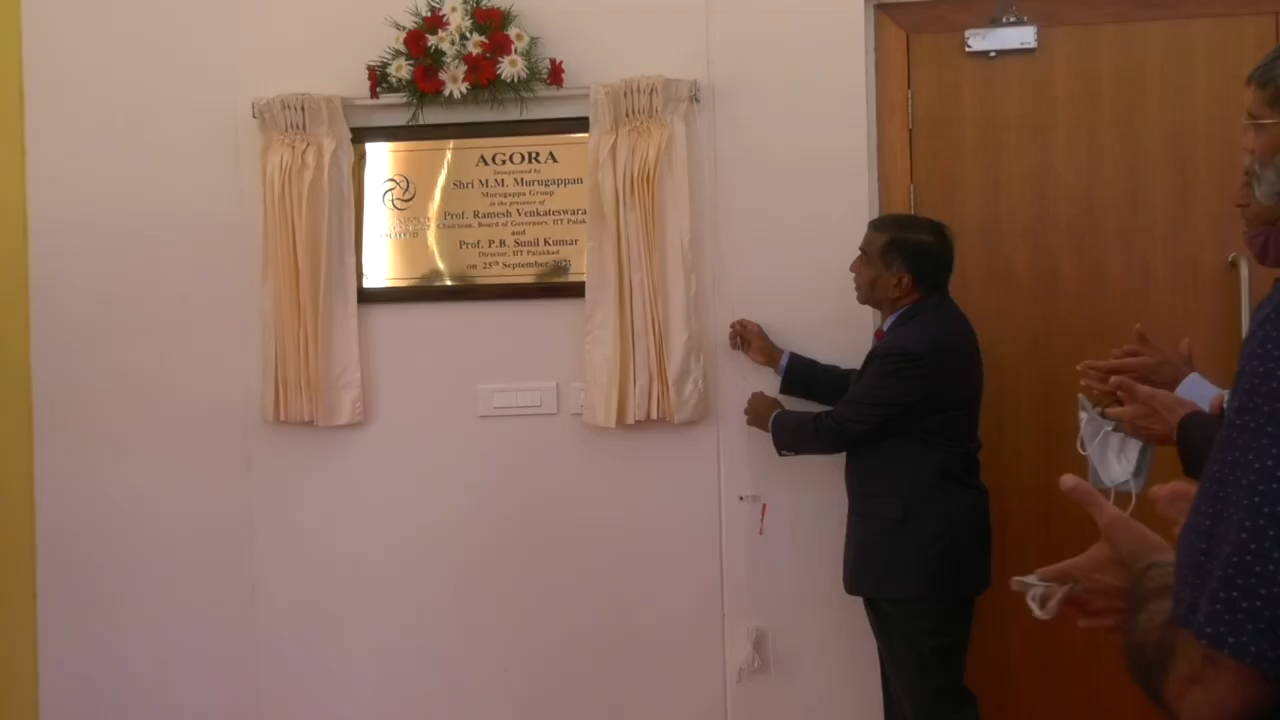 AGORA
Inaugurated by
Shri M.M. Murugappan
Murugappa Group
in the presence of
Prof. Ramesh Venkateswara
Chairman, Board of Governors, IIT Palak
and
Prof. P.B. Sunil Kumar
Director, IIT Palakkad
on 25th September 2021